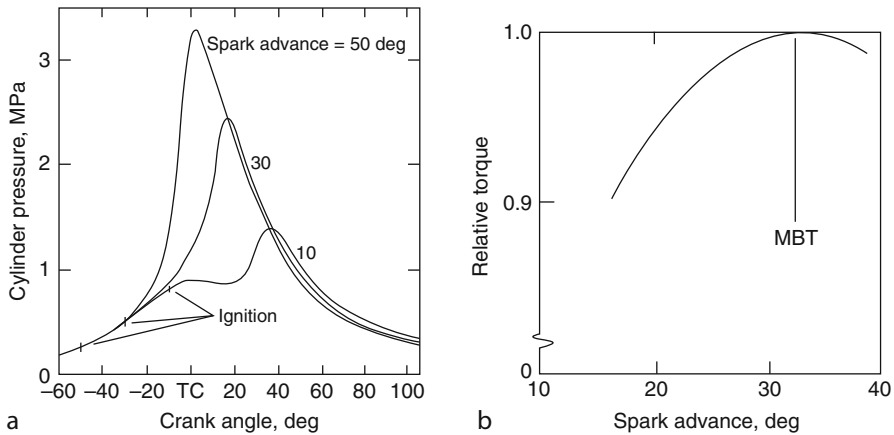 3
2
1
0
–60
–40
–20
TC
20
40
60
80
100
Cylinder pressure, MPa
Crank angle, deg
Spark advance = 50 deg
30
10
Ignition
a
1.0
0.9
0
10
20
30
40
Relative torque
MBT
Spark advance, deg
b